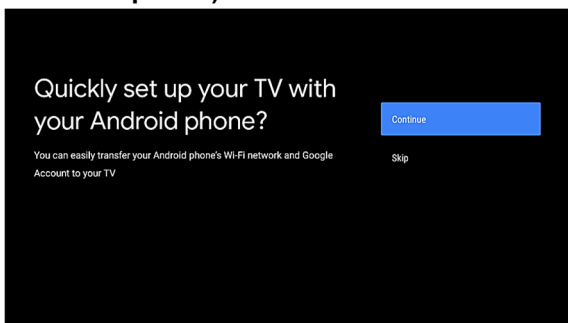 Quickly set up your TV with
your Android phone?
You can easily transfer your Android phone's Wi-Fi network and Google
Account to your TV
Continue
Skip